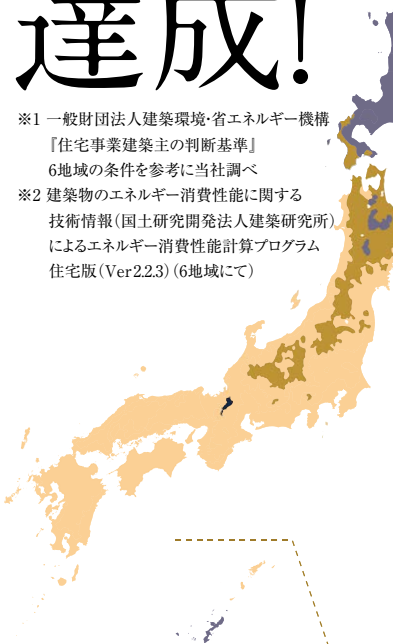 達成!
※1 一般財団法人建築環境・省エネルギー機構
『住宅事業建築主の判断基準』
6地域の条件を参考に当社調べ
※2 建築物のエネルギー消費性能に関する
技術情報(国土研究開発法人建築研究所)
によるエネルギー消費性能計算プログラム
住宅版(Ver2.2.3)(6地域にて)